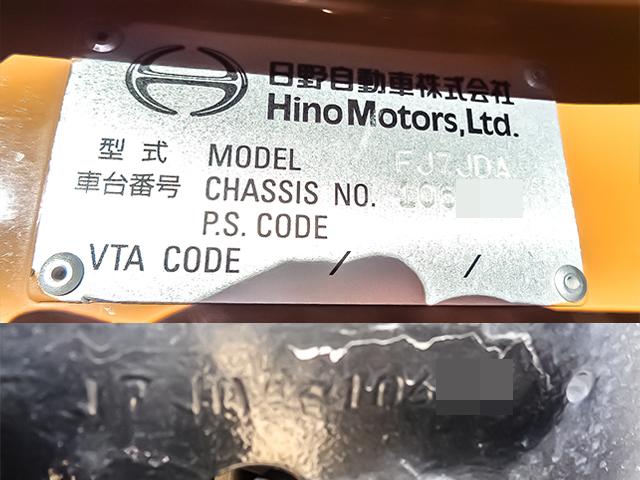 日野自動車株式会社
Hino Motors, Ltd.
型式 MODEL FJ7JDA
車台番号 CHASSIS NO. 106
P.S. CODE
VTA CODE / /